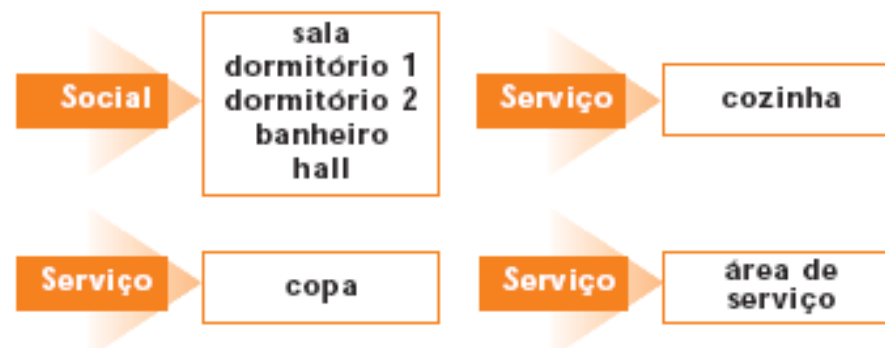 Social
sala
dormitório 1
dormitório 2
banheiro
hall
Serviço
cozinha
Serviço
copa
Serviço
área de
serviço